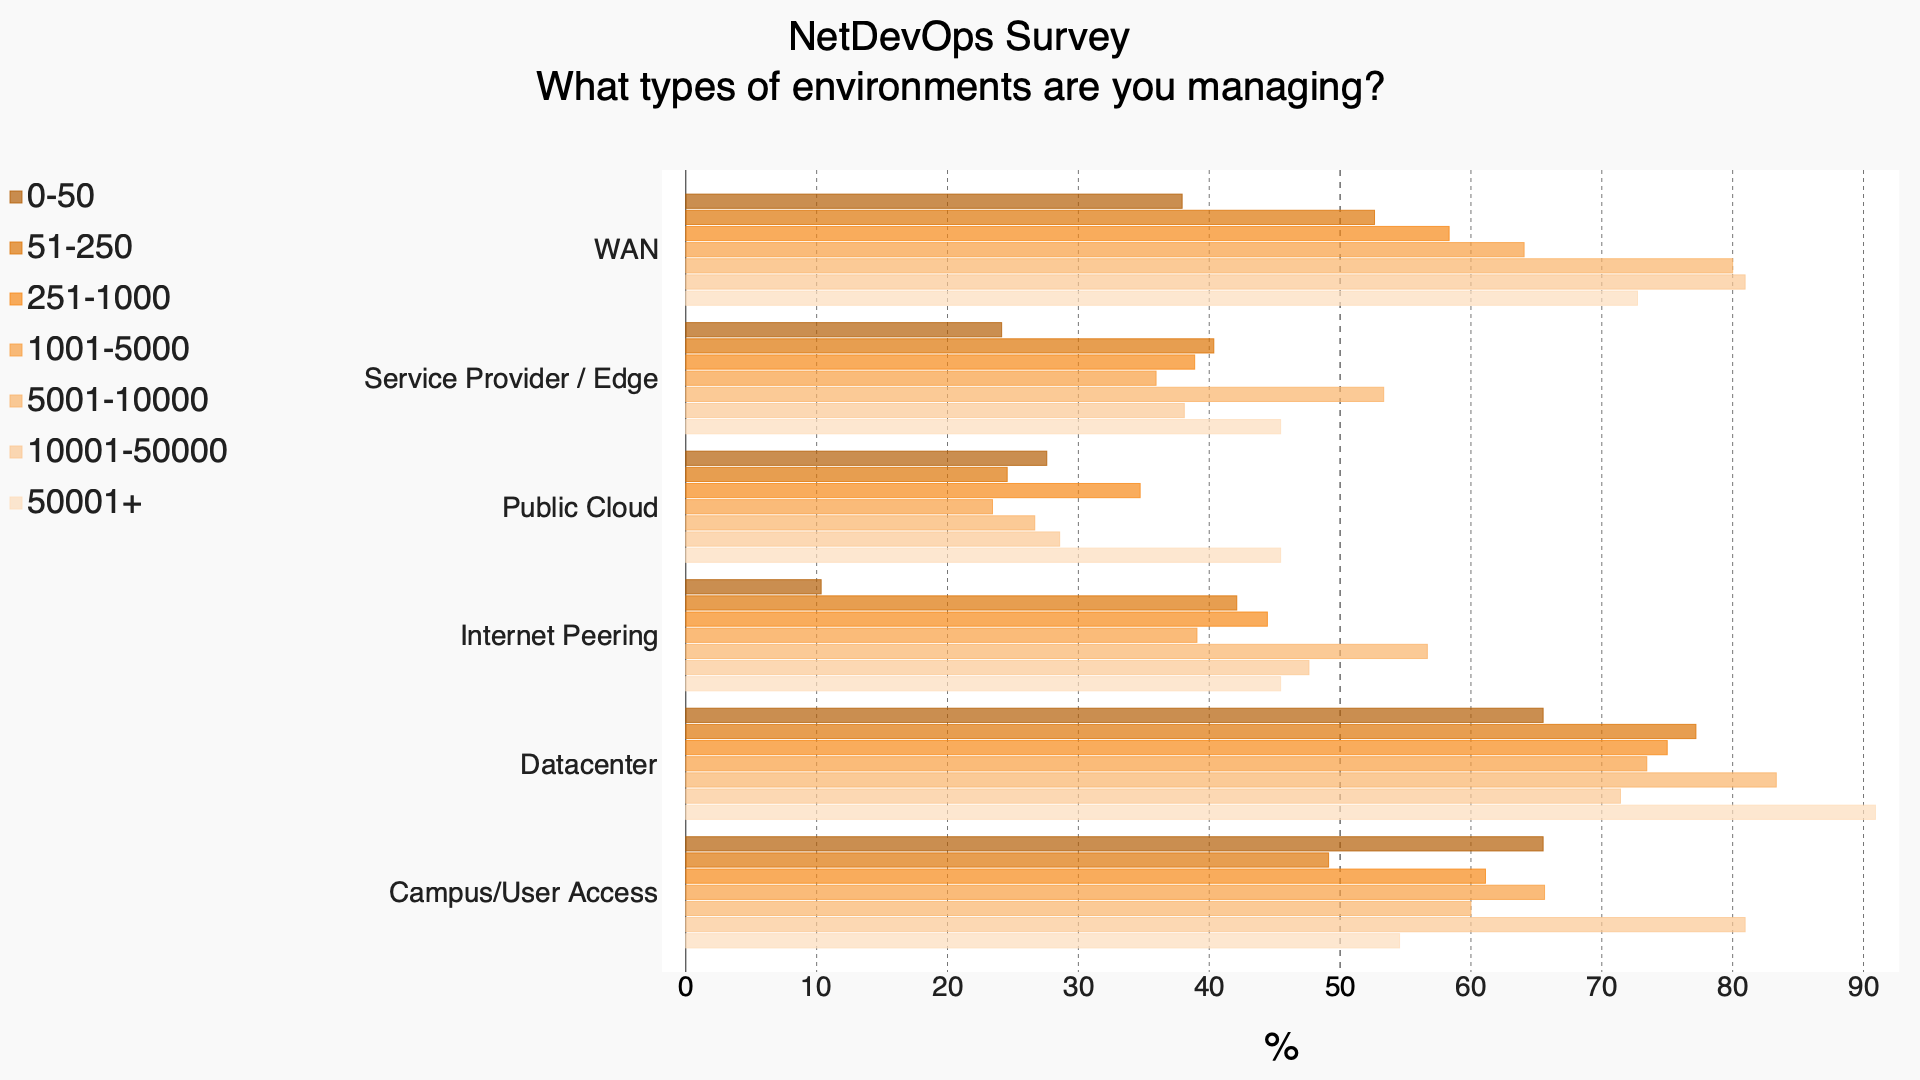 NetDevOps Survey
What types of environments are you managing?
0-50
51-250
251-1000
1001-5000
5001-10000
10001-50000
50001+
WAN
Service Provider / Edge
Public Cloud
Internet Peering
Datacenter
Campus/User Access
0 10 20 30 40 50 60 70 80 90
%